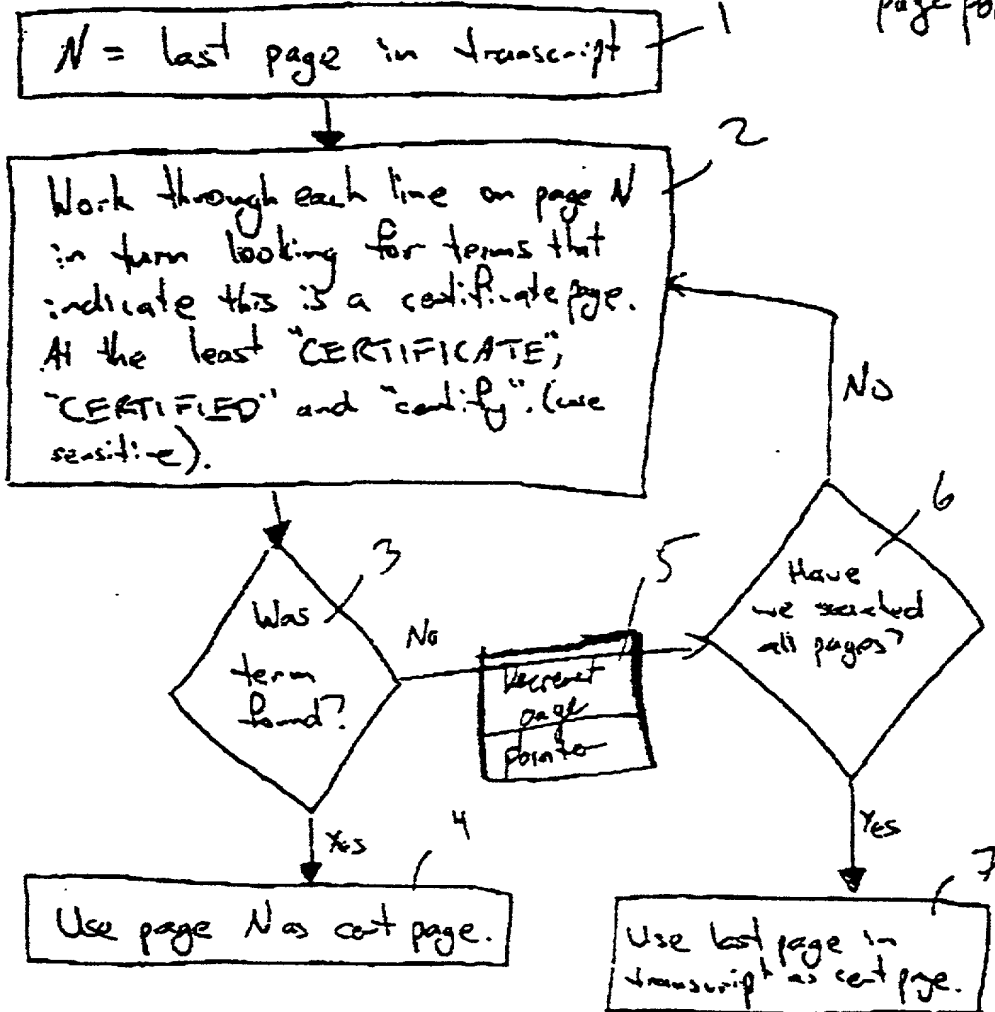 page
1
N = last page in transcript
2
Work through each line on page N
in turn looking for terms that
indicate this is a certificate page.
At the least "CERTIFICATE",
"CERTIFIED" and "certify". (case
sensitive).
No
3
Was
term
found?
No
5
Decrement
page
pointer
6
Have
we searched
all pages?
Yes
4
Use page N as cert page.
Yes
7
Use last page in
transcript as cert page.